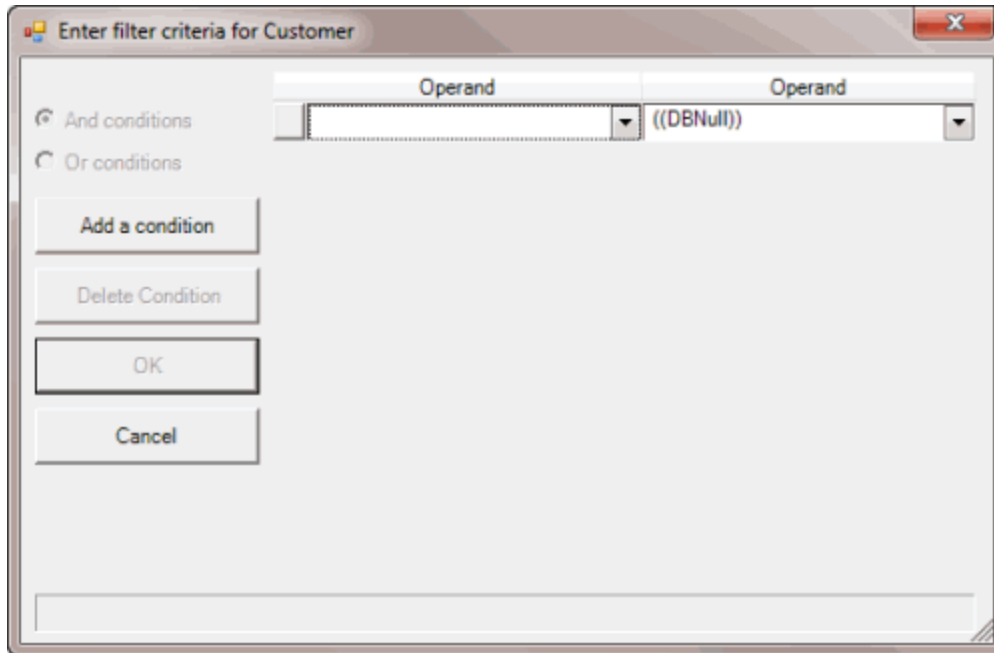 Enter filter criteria for Customer
Operand Operand
And conditions
((DBNull))
Or conditions
Add a condition
Delete Condition
OK
Cancel